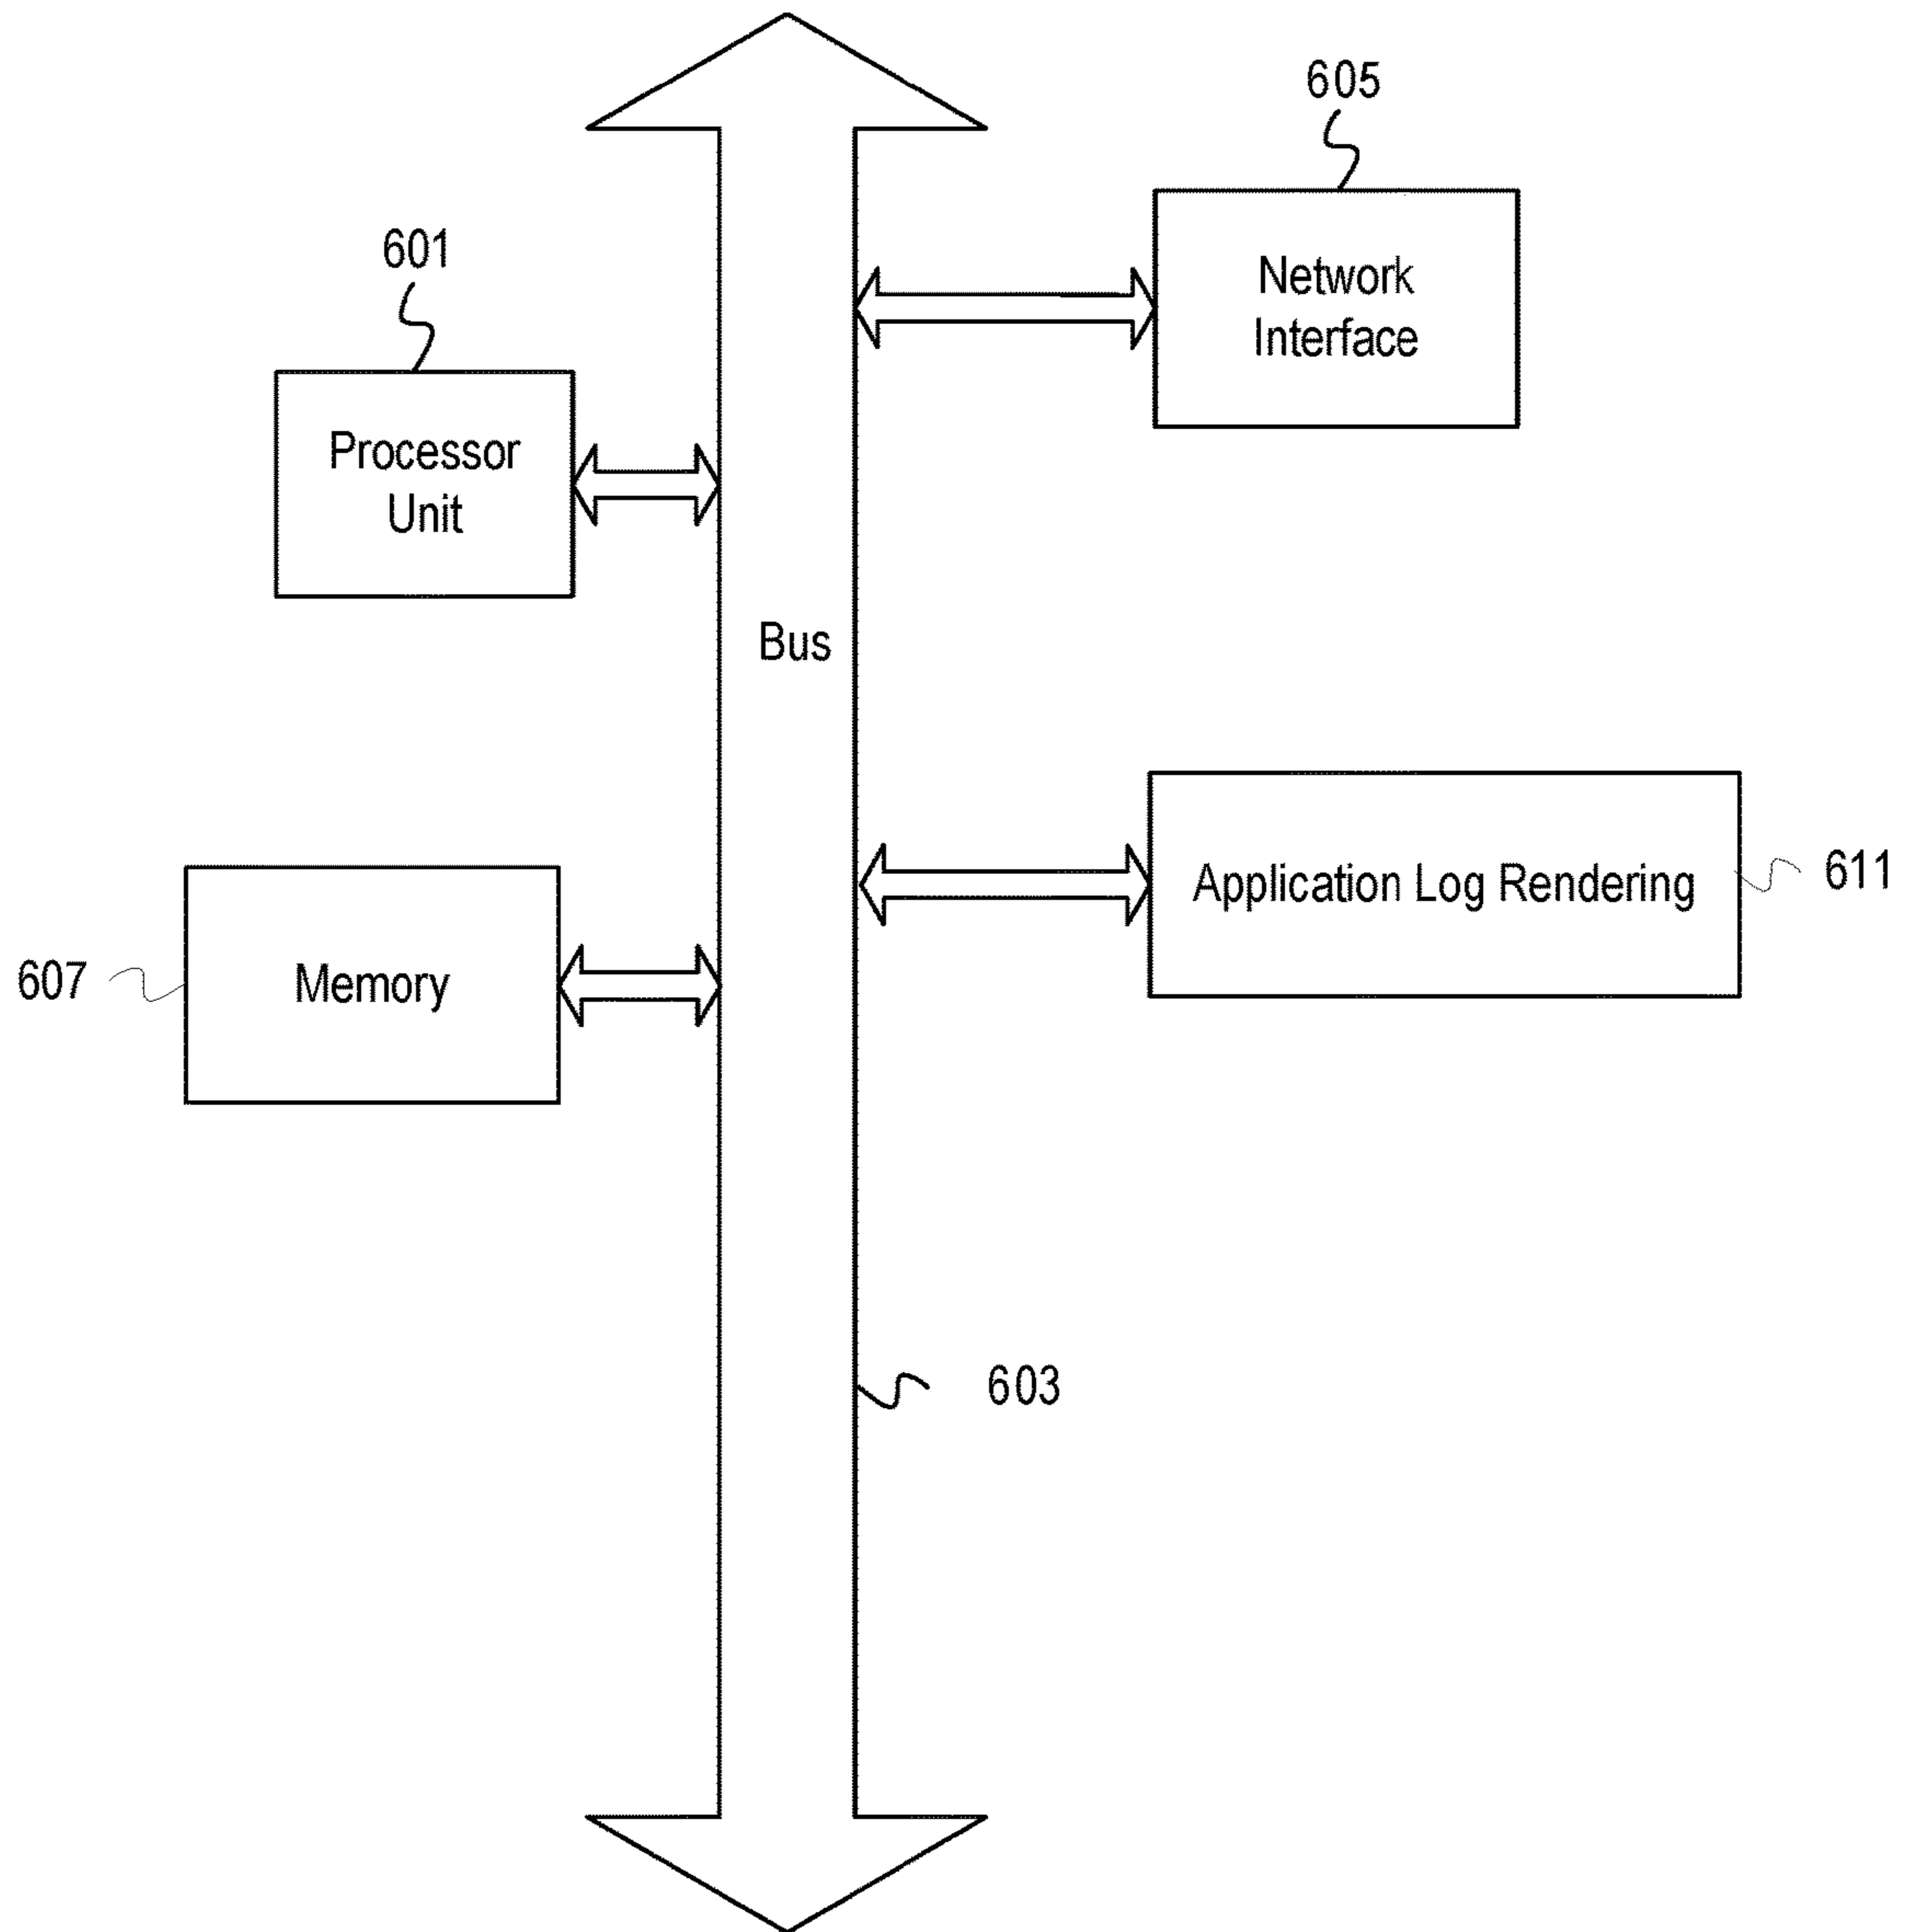 605
Network
Interface
601
Processor
Unit
Bus
Application Log Rendering
611
607
Memory
603